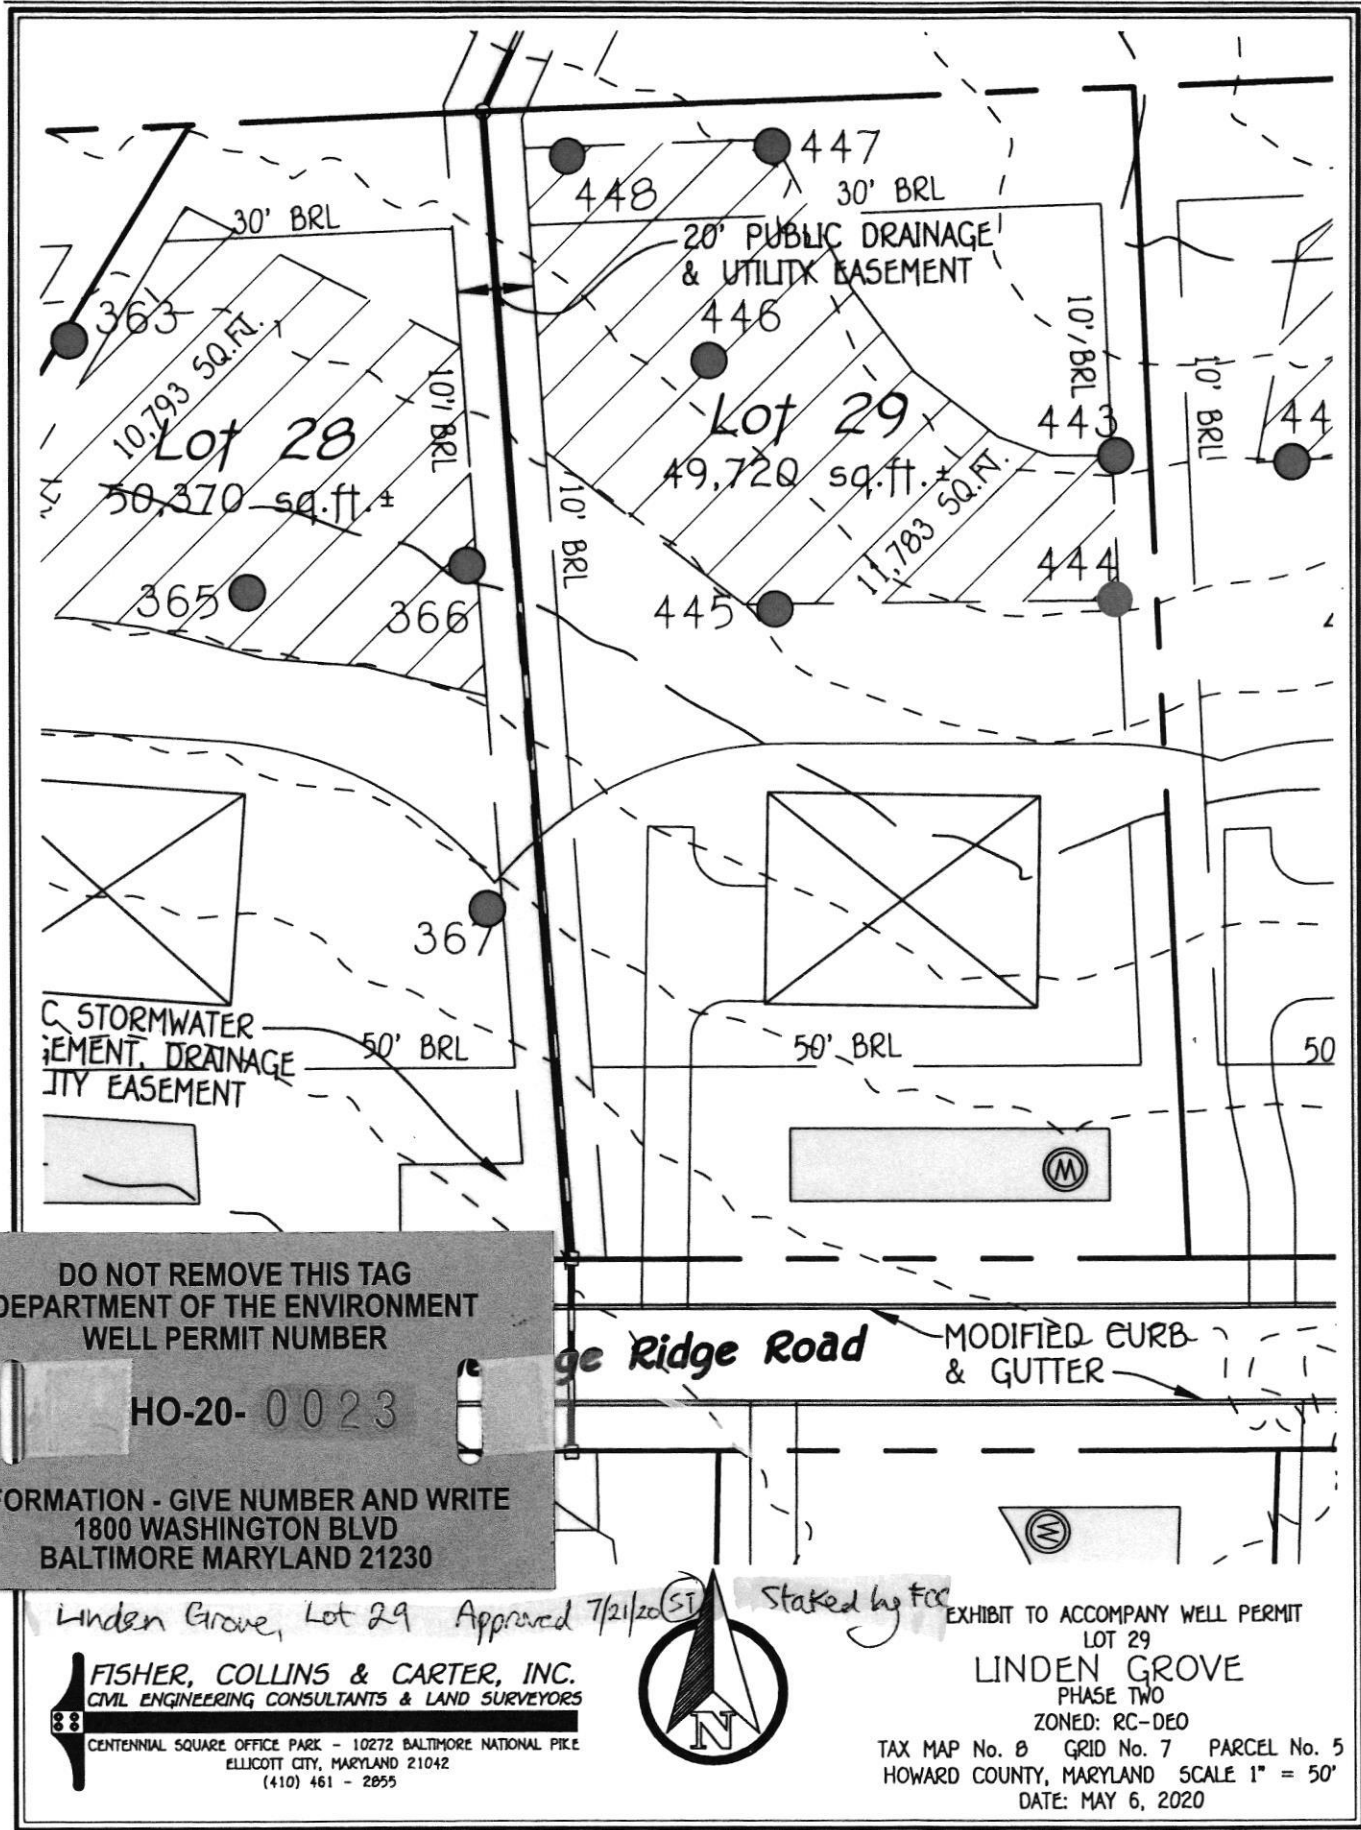 447
448
30' BRL
30' BRL
20' PUBLIC DRAINAGE
& UTILITY EASEMENT
363
446
10' BRL
10,793 SQ.FT.
10' BRL
10' BRL
Lot 28
50,370 sq.ft.±
Lot 29
49,720 sq.ft.±
443
44
10' BRL
11,783 SQ.FT.
365
366
445
444
367
C STORMWATER
EMENT, DRAINAGE
ITY EASEMENT
50' BRL
50' BRL
50
W
DO NOT REMOVE THIS TAG
DEPARTMENT OF THE ENVIRONMENT
WELL PERMIT NUMBER
HO-20- 0023
FORMATION - GIVE NUMBER AND WRITE
1800 WASHINGTON BLVD
BALTIMORE MARYLAND 21230
ge Ridge Road
MODIFIED CURB
& GUTTER
W
Linden Grove, Lot 29 Approved 7/21/20 SI Staked by FCC
FISHER, COLLINS & CARTER, INC.
CIVIL ENGINEERING CONSULTANTS & LAND SURVEYORS
CENTENNIAL SQUARE OFFICE PARK - 10272 BALTIMORE NATIONAL PIKE
ELLICOTT CITY, MARYLAND 21042
(410) 461 - 2855
N
EXHIBIT TO ACCOMPANY WELL PERMIT
LOT 29
LINDEN GROVE
PHASE TWO
ZONED: RC-DEO
TAX MAP No. 8 GRID No. 7 PARCEL No. 5
HOWARD COUNTY, MARYLAND SCALE 1" = 50'
DATE: MAY 6, 2020